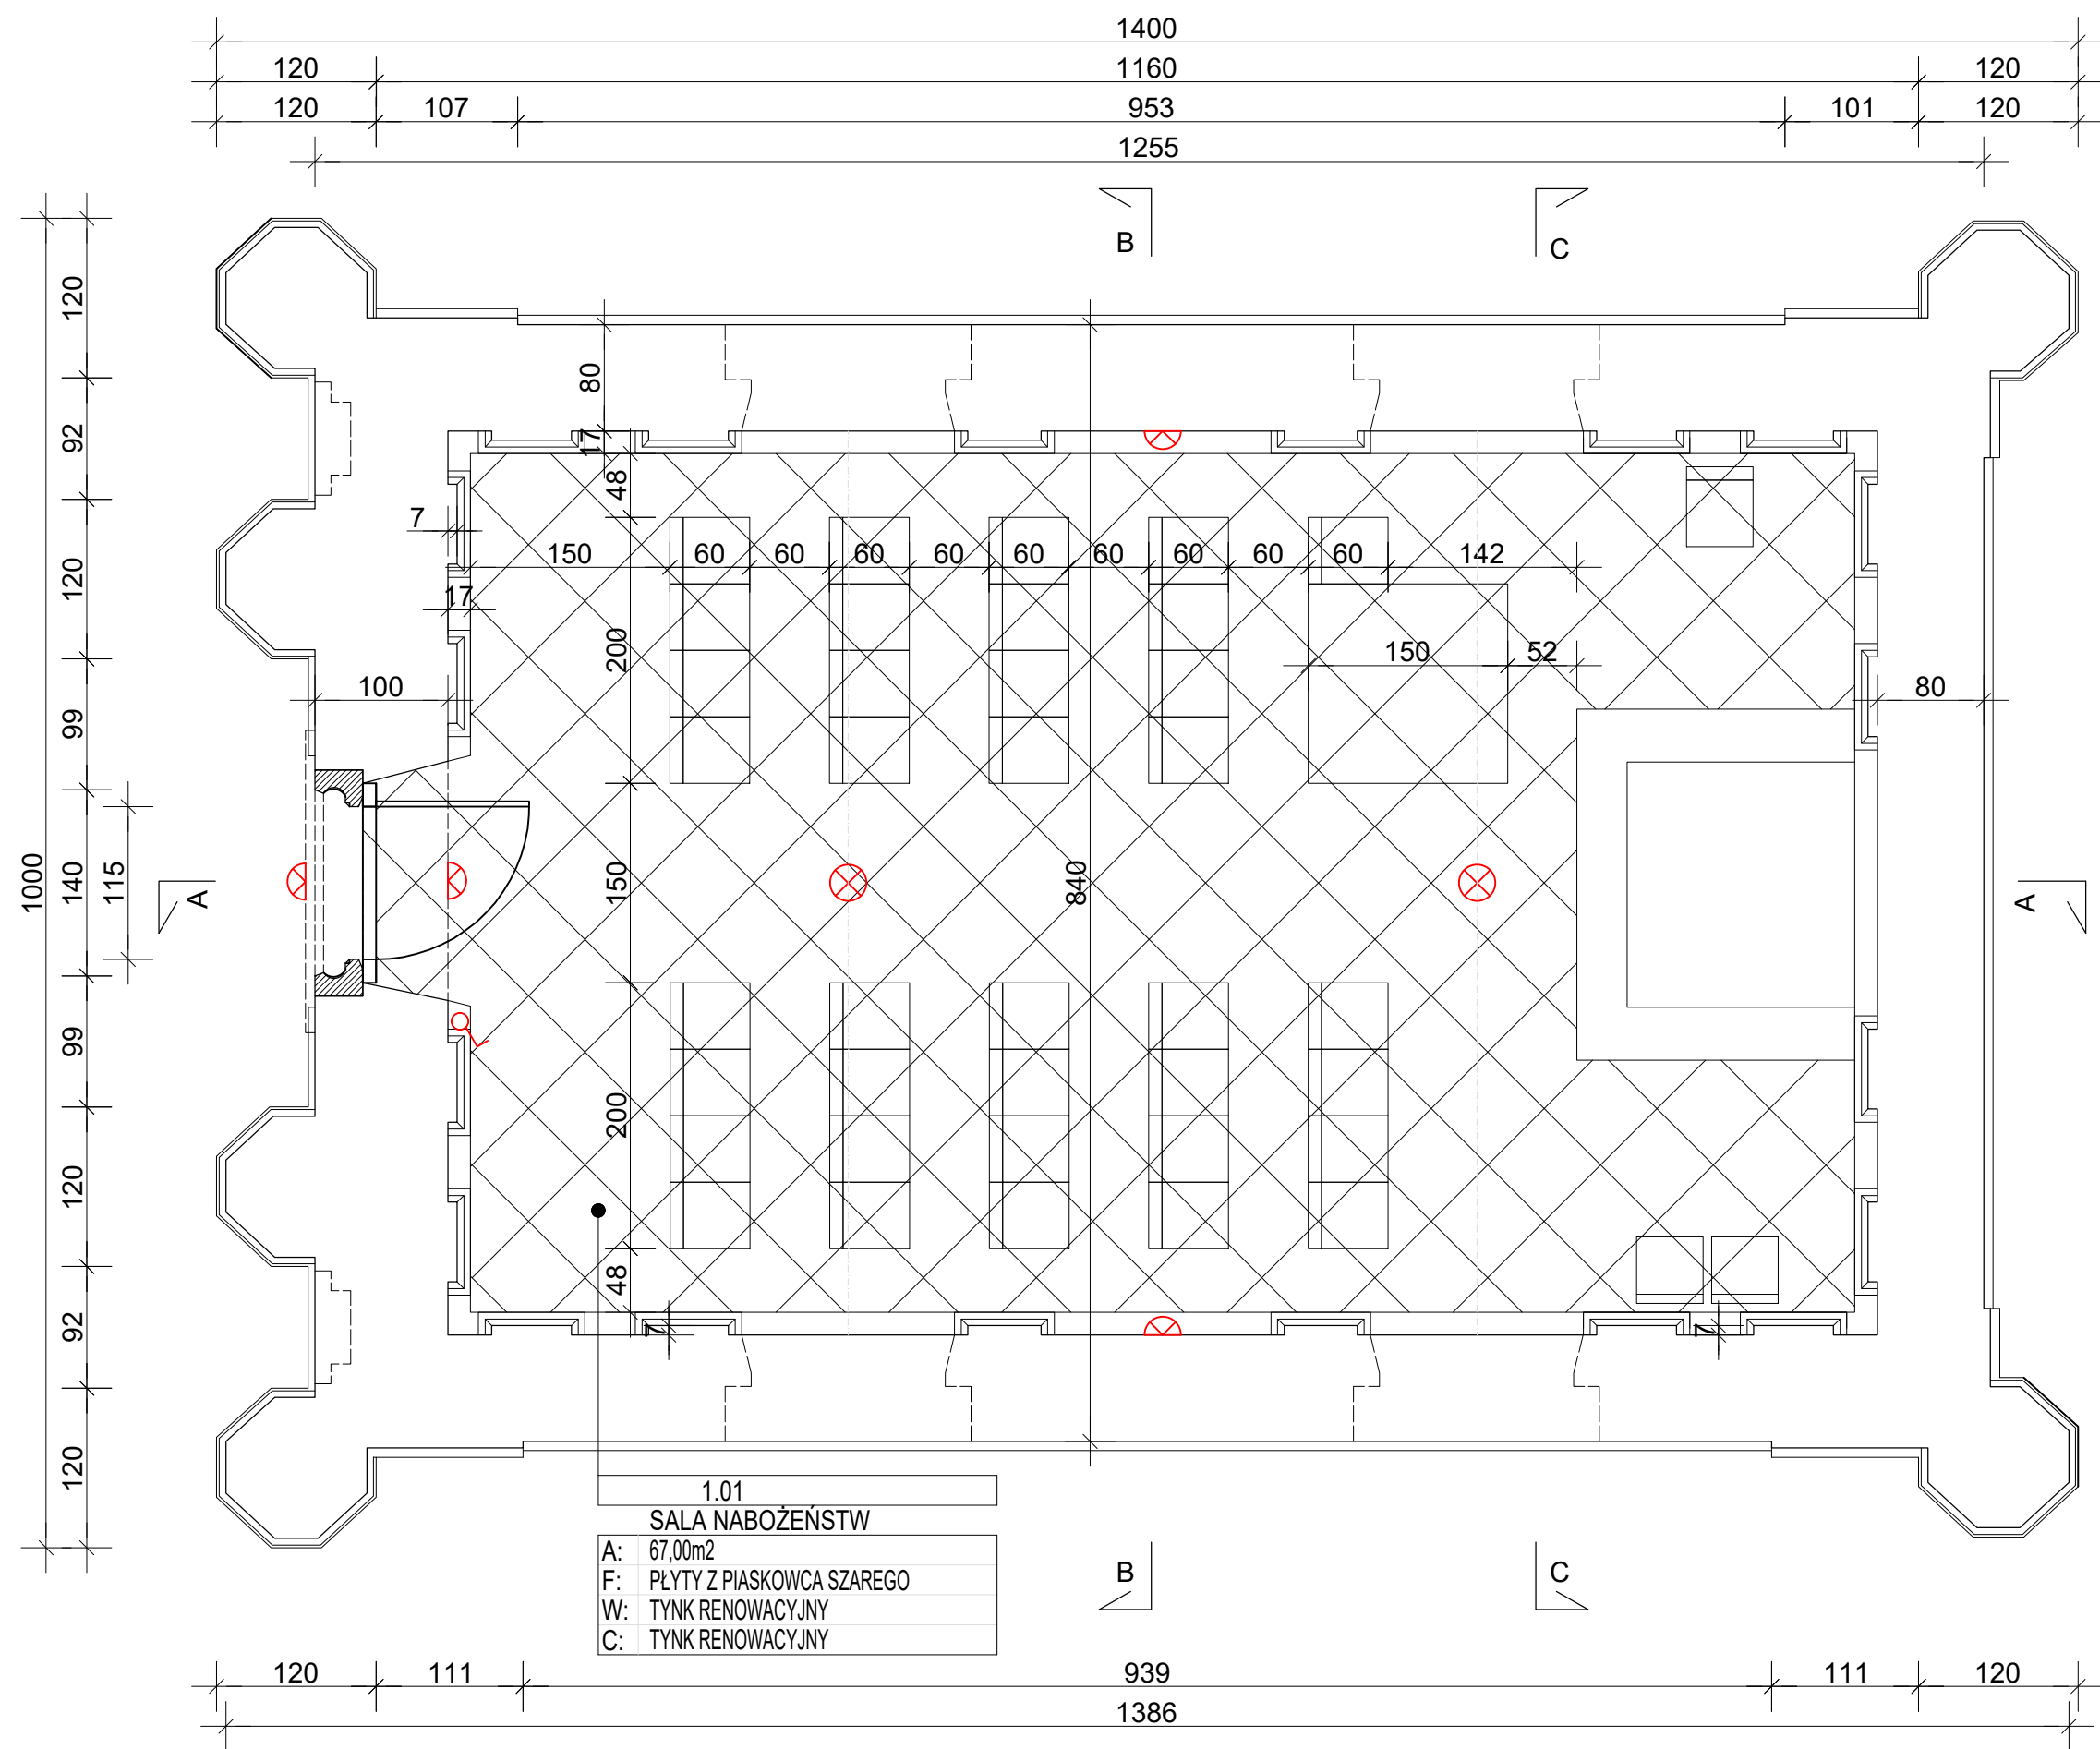 1400
120 1160 120
120 107 953 101 120
1255
B C
120
92
120
99
140
99
120
92
120
1000
115
80
17
48
7
150 60 60 60 60 60 60 60 60 60 142
17
200
150 52
100
80
A
150
840
A
200
48
7
7
1.01
SALA NABOŻEŃSTW
A: 67,00m2
F: PŁYTY Z PIASKOWCA SZAREGO
W: TYNK RENOWACYJNY
C: TYNK RENOWACYJNY
B C
120 111 939 111 120
1386